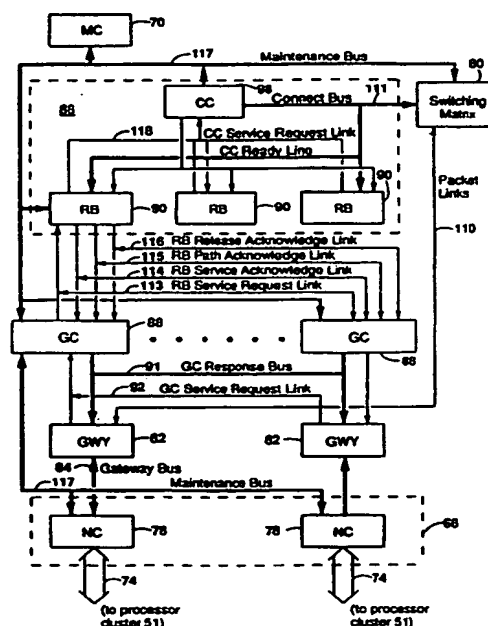 MC
70
117
Maintenance Bus
80
98
CC
Connect Bus
111
Switching
Matrix
88
118
CC Service Request Link
CC Ready Line
90
RB
90
RB
90
RB
Packet
Links
110
116 RB Release Acknowledge Link
115 RB Path Acknowledge Link
114 RB Service Acknowledge Link
113 RB Service Request Link
GC
88
GC
88
91
GC Response Bus
92
GC Service Request Link
GWY
82
82
GWY
84
Gateway Bus
117
Maintenance Bus
NC
78
78
NC
68
74
74
(to processor
cluster 51)
(to processor
cluster 51)